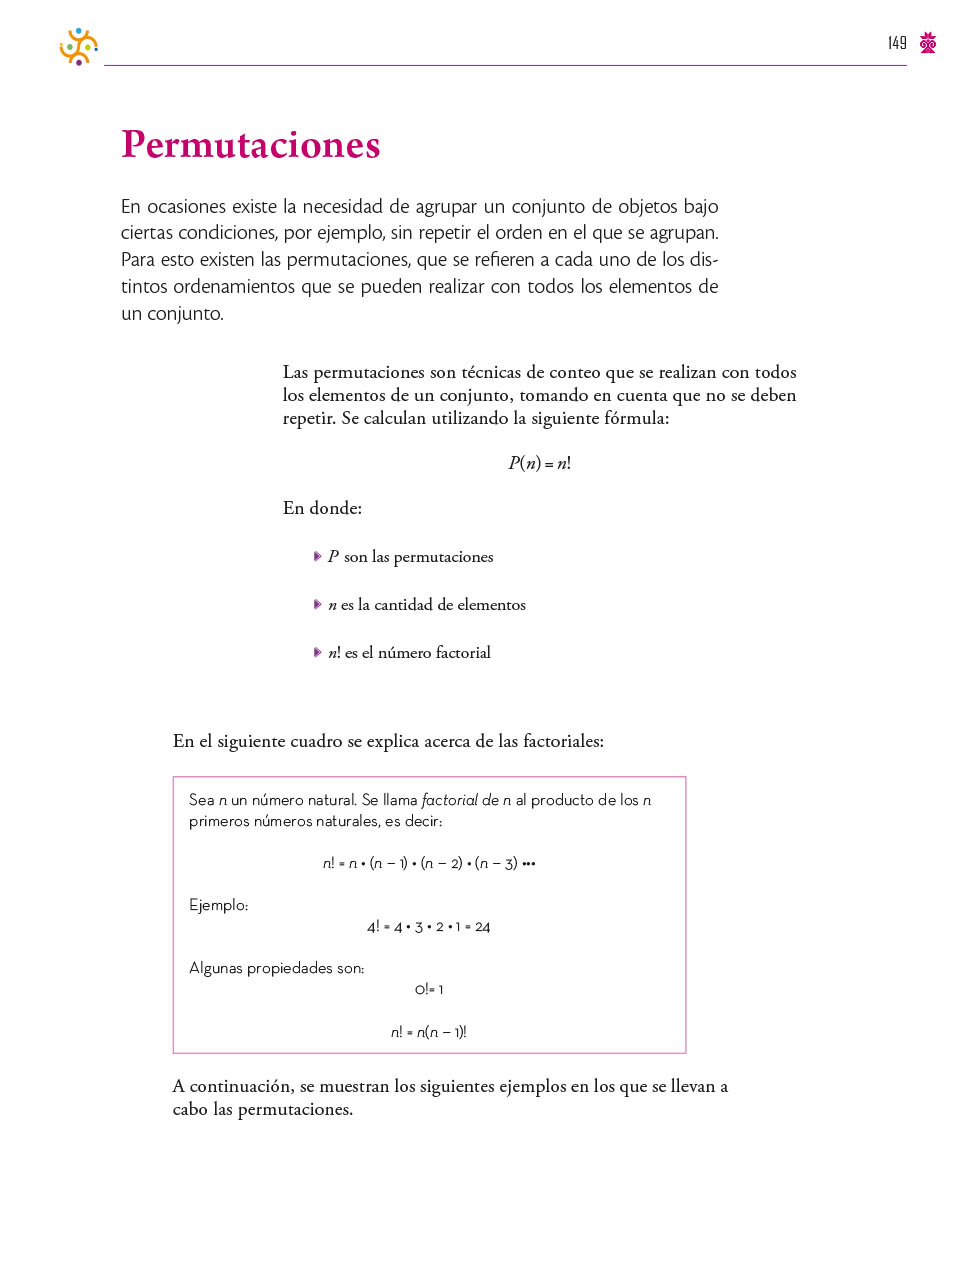 149
Permutaciones
En ocasiones existe la necesidad de agrupar un conjunto de objetos bajo
ciertas condiciones, por ejemplo, sin repetir el orden en el que se agrupan.
Para esto existen las permutaciones, que se refieren a cada uno de los dis-
tintos ordenamientos que se pueden realizar con todos los elementos de
un conjunto.
Las permutaciones son técnicas de conteo que se realizan con todos
los elementos de un conjunto, tomando en cuenta que no se deben
repetir. Se calculan utilizando la siguiente fórmula:
P(n) = n!
En donde:
P son las permutaciones
n es la cantidad de elementos
n! es el número factorial
En el siguiente cuadro se explica acerca de las factoriales:
Sea n un número natural. Se llama factorial de n al producto de los n
primeros números naturales, es decir:
n! = n • (n – 1) • (n – 2) • (n – 3) •••
Ejemplo:
4! = 4 • 3 • 2 • 1 = 24
Algunas propiedades son:
0!= 1
n! = n(n – 1)!
A continuación, se muestran los siguientes ejemplos en los que se llevan a
cabo las permutaciones.